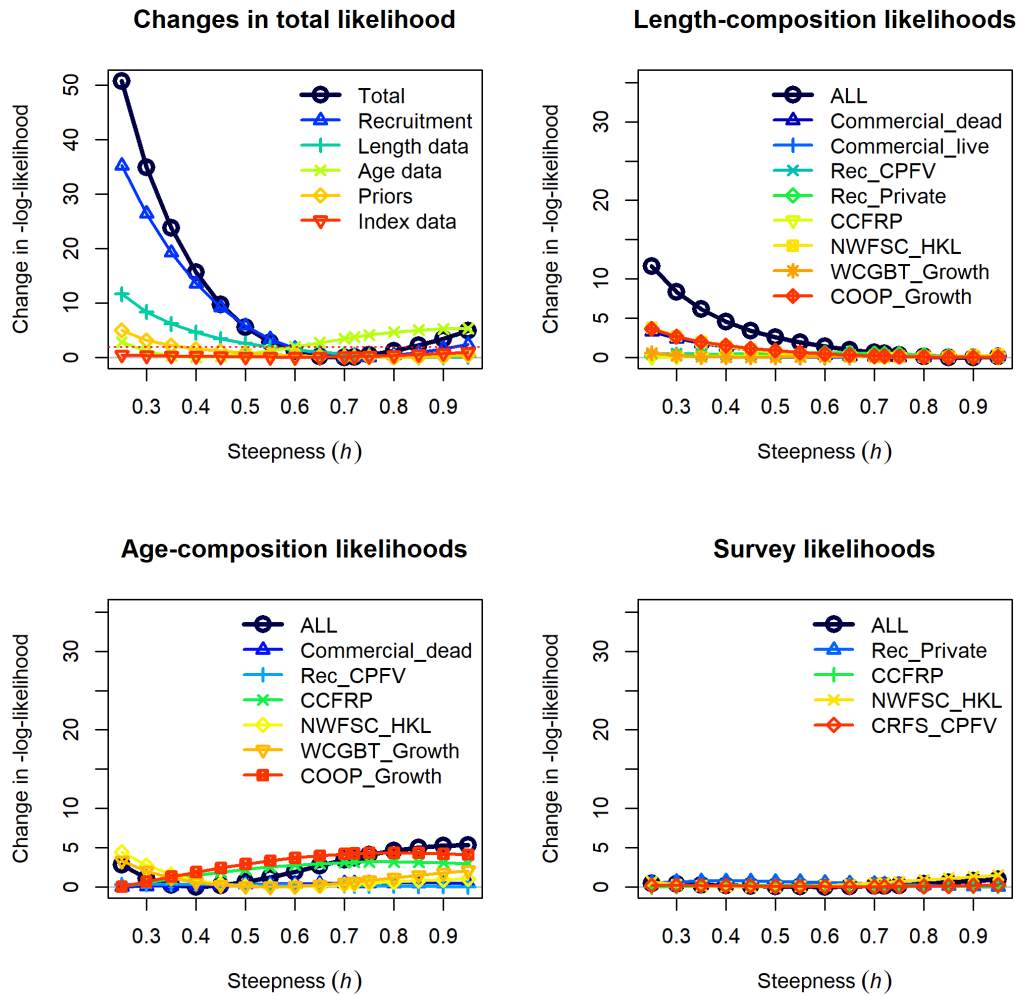 Changes in total likelihood
Change in -log-likelihood
50
40
30
20
10
0
Total
Recruitment
Length data
Age data
Priors
Index data
0.3 0.4 0.5 0.6 0.7 0.8 0.9
Steepness (h)
Length-composition likelihoods
Change in -log-likelihood
30
20
10
5
0
ALL
Commercial_dead
Commercial_live
Rec_CPFV
Rec_Private
CCFRP
NWFSC_HKL
WCGBT_Growth
COOP_Growth
0.3 0.4 0.5 0.6 0.7 0.8 0.9
Steepness (h)
Age-composition likelihoods
Change in -log-likelihood
30
20
10
5
0
ALL
Commercial_dead
Rec_CPFV
CCFRP
NWFSC_HKL
WCGBT_Growth
COOP_Growth
0.3 0.4 0.5 0.6 0.7 0.8 0.9
Steepness (h)
Survey likelihoods
Change in -log-likelihood
30
20
10
5
0
ALL
Rec_Private
CCFRP
NWFSC_HKL
CRFS_CPFV
0.3 0.4 0.5 0.6 0.7 0.8 0.9
Steepness (h)